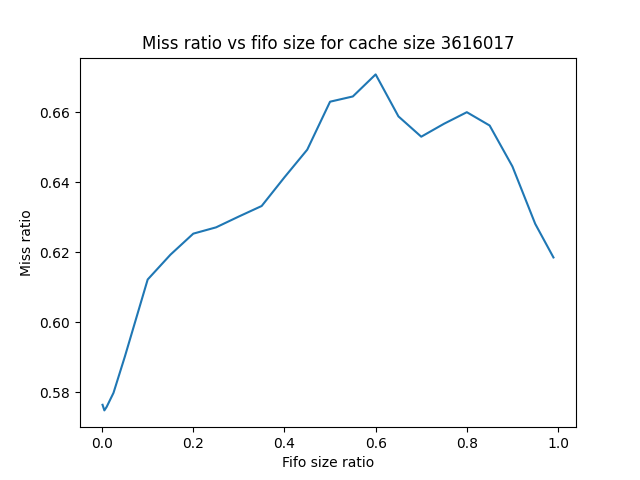 Miss ratio vs fifo size for cache size 3616017
Miss ratio
0.66
0.64
0.62
0.60
0.58
0.0 0.2 0.4 0.6 0.8 1.0
Fifo size ratio